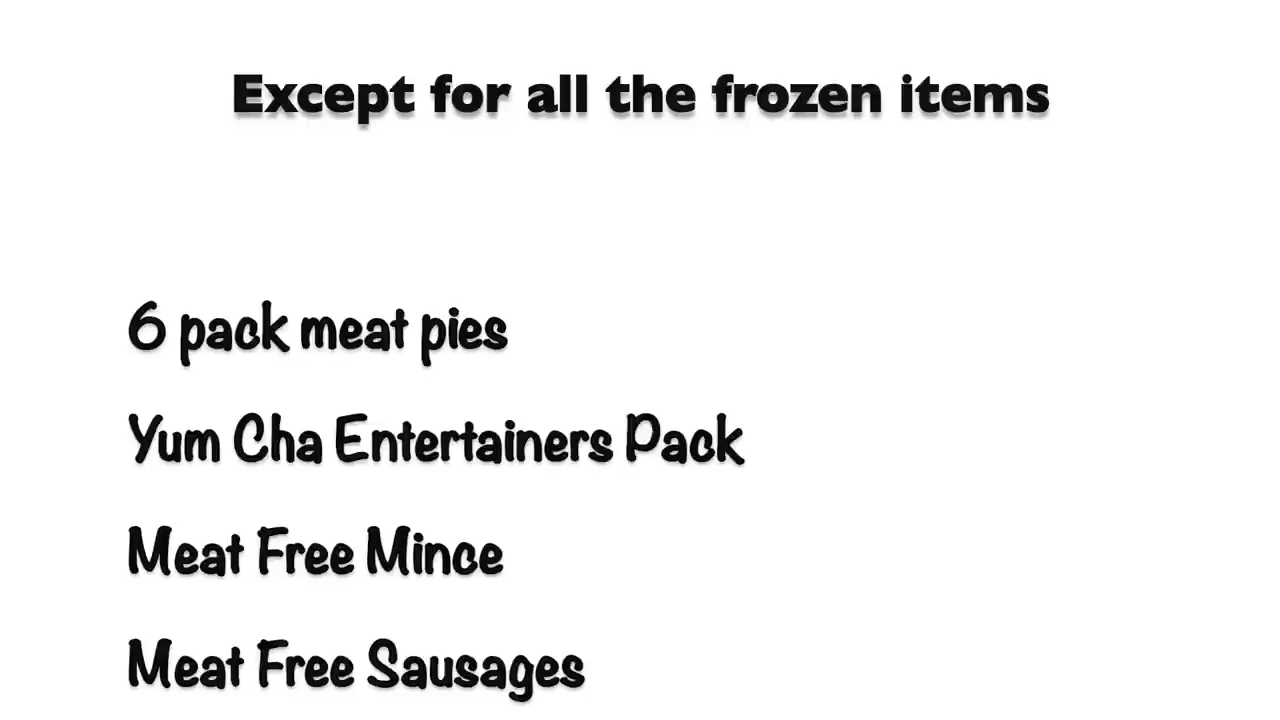 Except for all the frozen items
6 pack meat pies
Yum Cha Entertainers Pack
Meat Free Mince
Meat Free Sausages